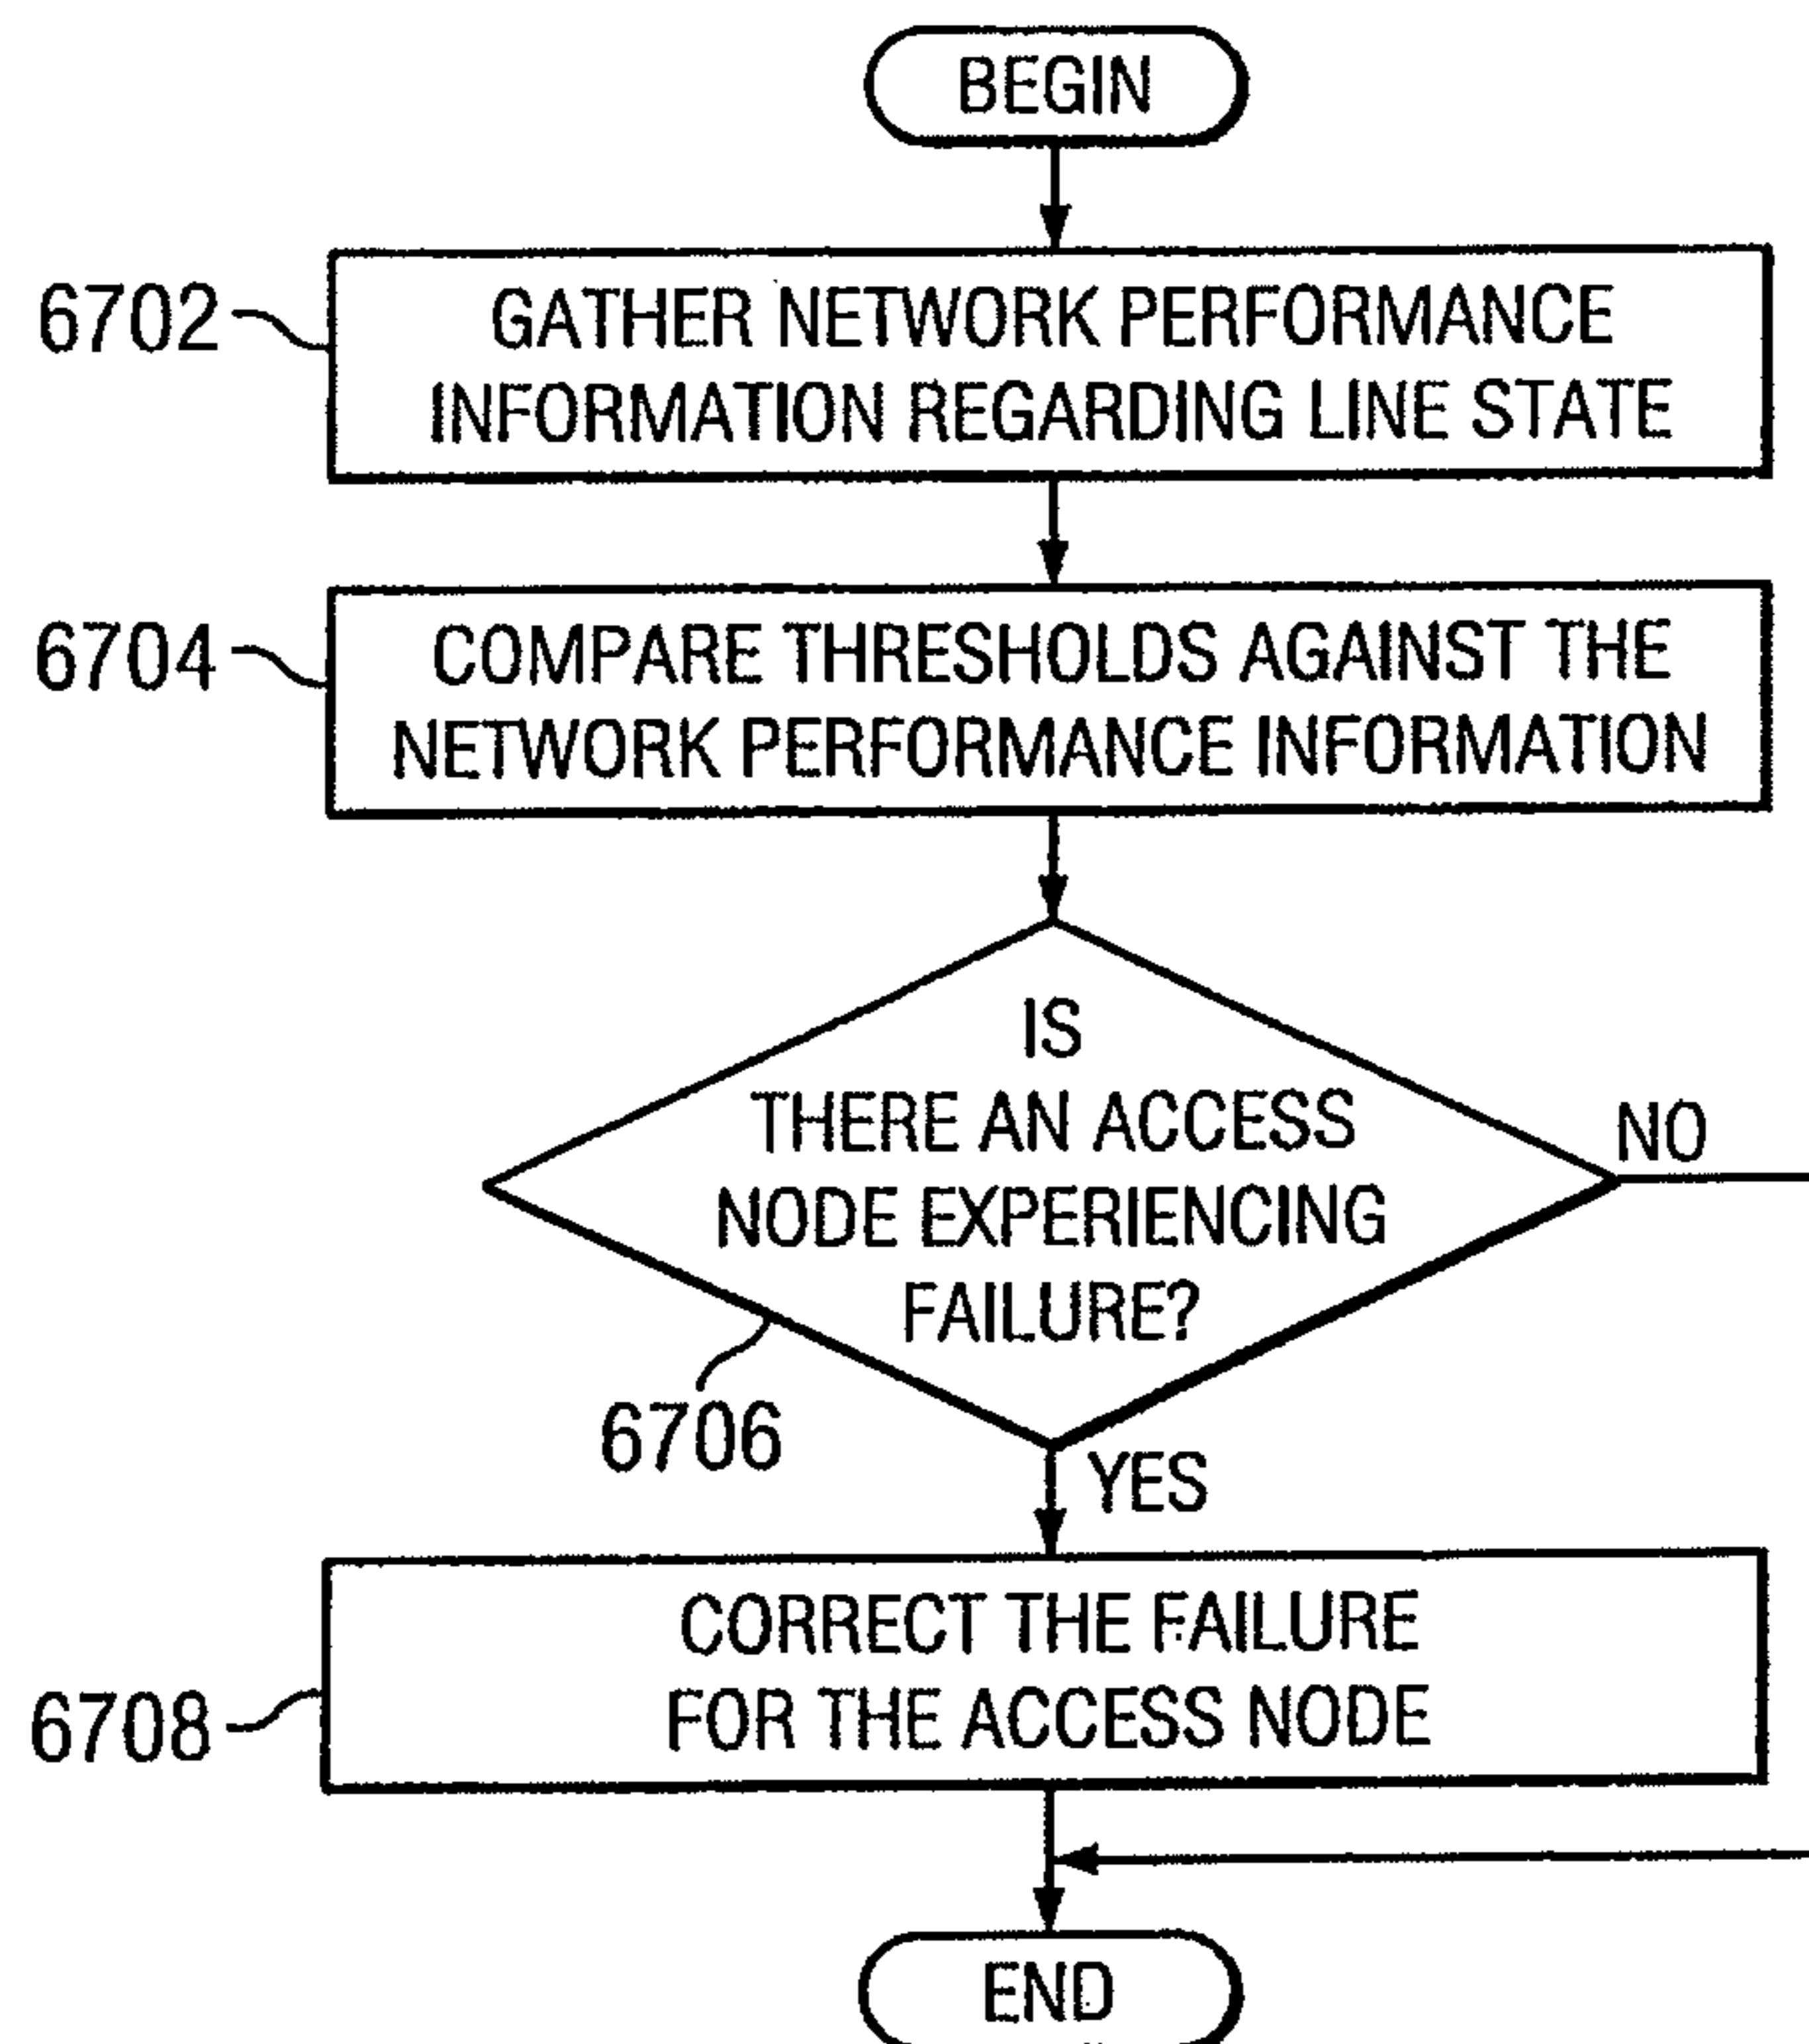 BEGIN
6702
GATHER NETWORK PERFORMANCE
INFORMATION REGARDING LINE STATE
6704
COMPARE THRESHOLDS AGAINST THE
NETWORK PERFORMANCE INFORMATION
IS
THERE AN ACCESS
NODE EXPERIENCING
FAILURE?
NO
6706
YES
6708
CORRECT THE FAILURE
FOR THE ACCESS NODE
END